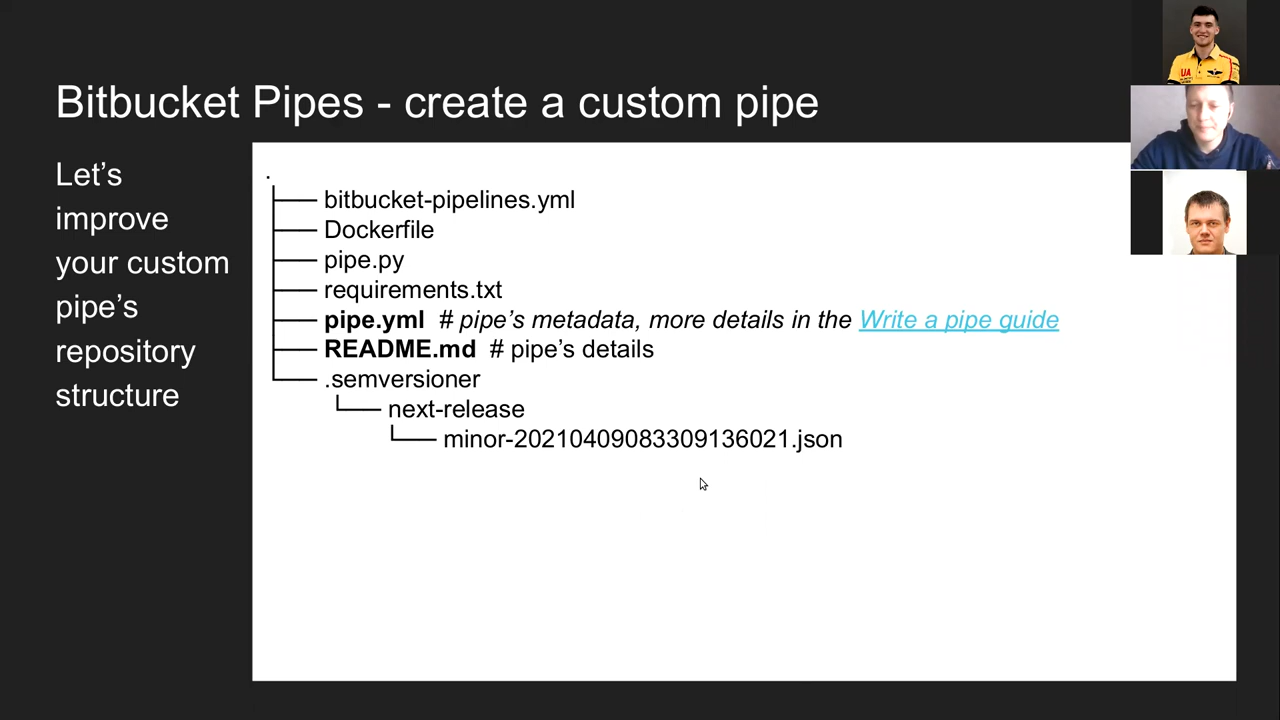 Bitbucket Pipes - create a custom pipe
Let's
improve
your custom
pipe's
repository
structure
.
├── bitbucket-pipelines.yml
├── Dockerfile
├── pipe.py
├── requirements.txt
├── pipe.yml # pipe's metadata, more details in the Write a pipe guide
├── README.md # pipe's details
└── .semversioner
└── next-release
└── minor-20210409083309136021.json
UA